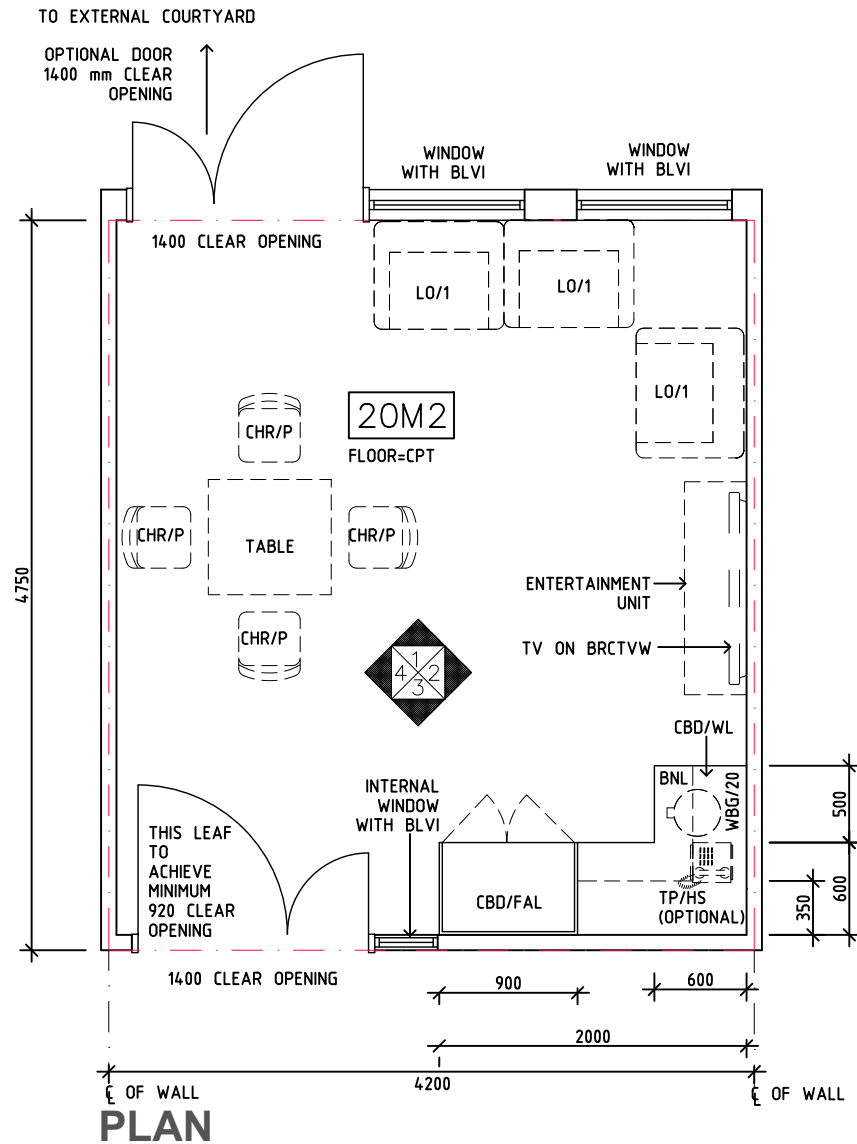 TO EXTERNAL COURTYARD
OPTIONAL DOOR
1400 mm CLEAR
OPENING
WINDOW
WITH BLVI
WINDOW
WITH BLVI
1400 CLEAR OPENING
LO/1
LO/1
LO/1
20M2
FLOOR=CPT
CHR/P
CHR/P
TABLE
CHR/P
CHR/P
4750
ENTERTAINMENT
UNIT
TV ON BRCTVW
1
4
2
3
CBD/WL
BNL
WBG/20
INTERNAL
WINDOW
WITH BLVI
THIS LEAF
TO
ACHIEVE
MINIMUM
920 CLEAR
OPENING
CBD/FAL
TP/HS
(OPTIONAL)
500
600
350
1400 CLEAR OPENING
900
600
2000
4200
℄ OF WALL
℄ OF WALL
PLAN